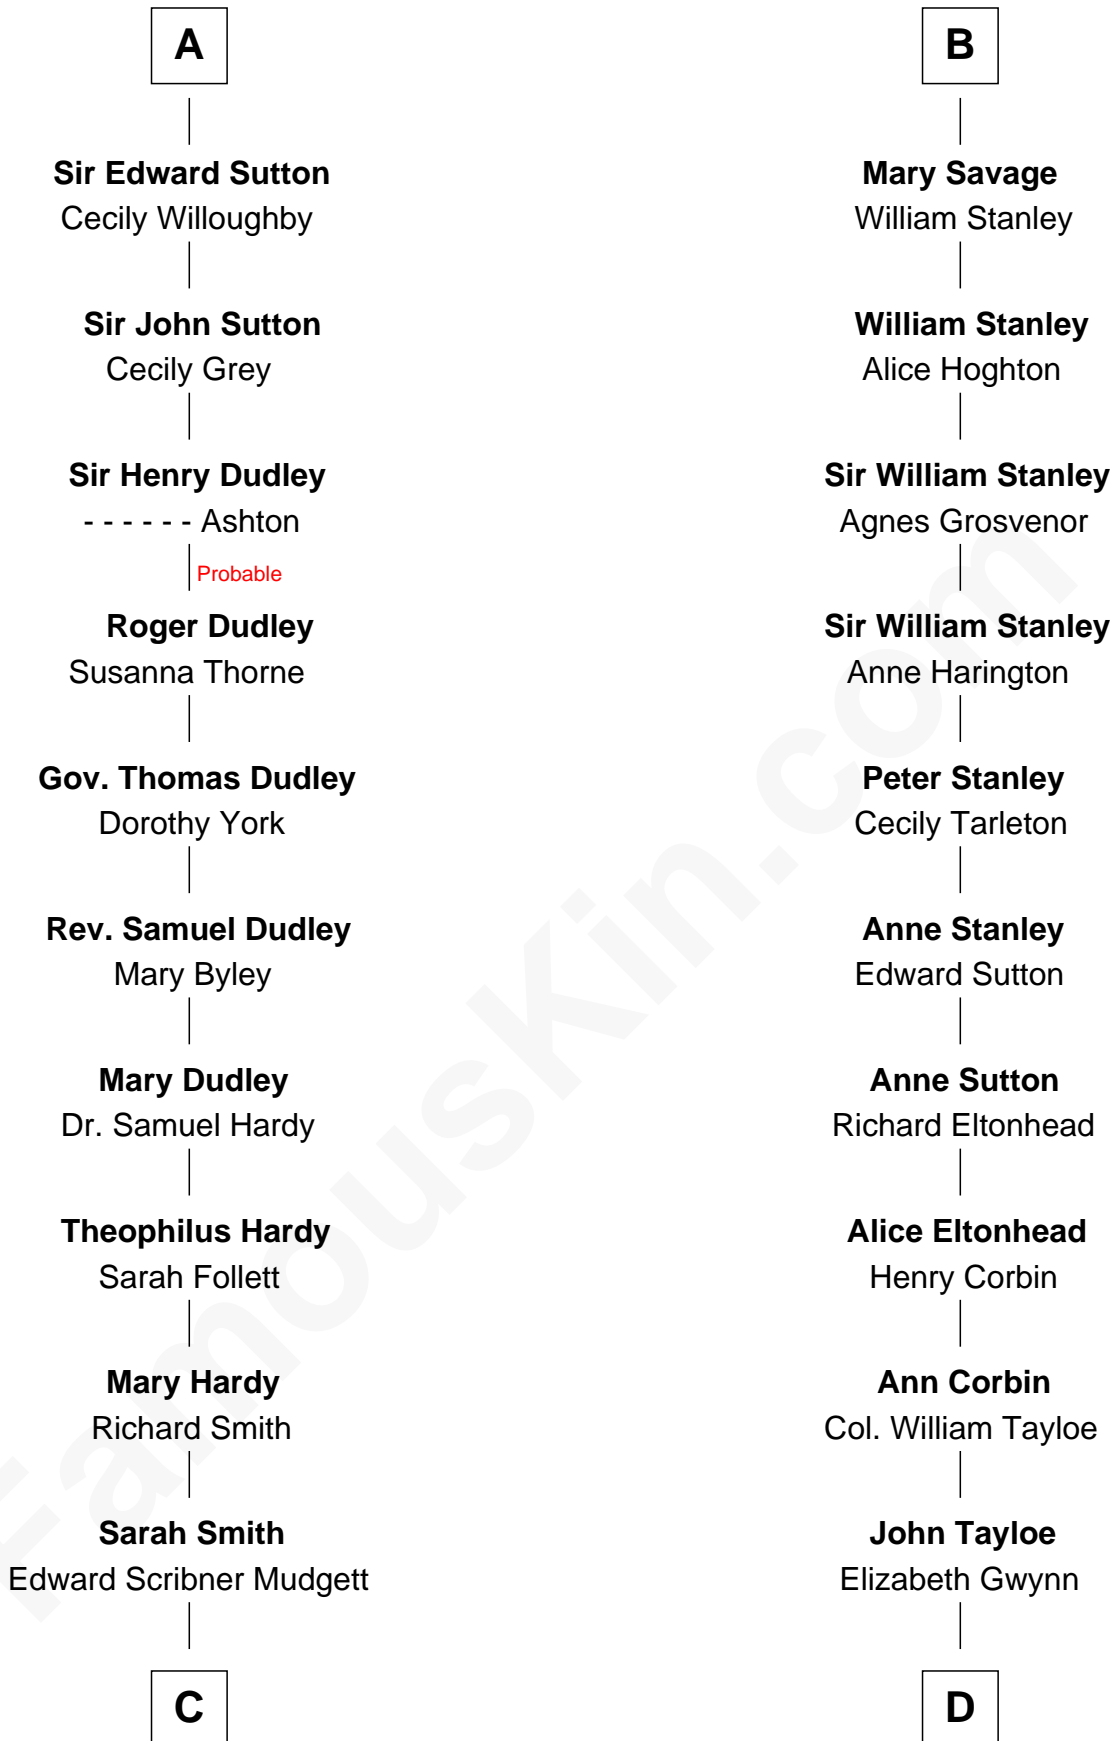 A
Sir Edward Sutton
Cecily Willoughby
Sir John Sutton
Cecily Grey
Sir Henry Dudley
- - - - - - Ashton
Probable
Roger Dudley
Susanna Thorne
Gov. Thomas Dudley
Dorothy York
Rev. Samuel Dudley
Mary Byley
Mary Dudley
Dr. Samuel Hardy
Theophilus Hardy
Sarah Follett
Mary Hardy
Richard Smith
Sarah Smith
Edward Scribner Mudgett
C
B
Mary Savage
William Stanley
William Stanley
Alice Hoghton
Sir William Stanley
Agnes Grosvenor
Sir William Stanley
Anne Harington
Peter Stanley
Cecily Tarleton
Anne Stanley
Edward Sutton
Anne Sutton
Richard Eltonhead
Alice Eltonhead
Henry Corbin
Ann Corbin
Col. William Tayloe
John Tayloe
Elizabeth Gwynn
D
FamousKin.com